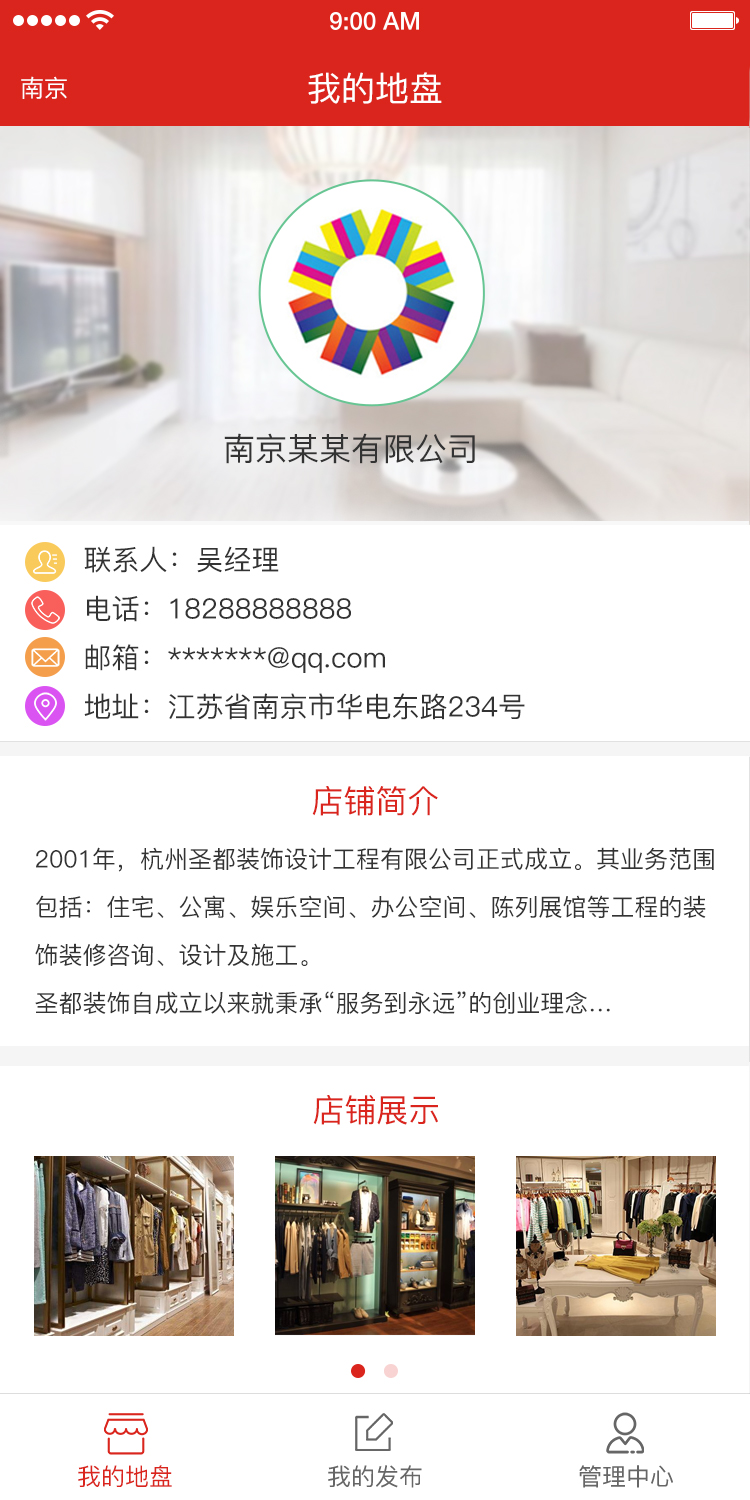 9:00 AM
南京
我的地盘
南京某某有限公司
联系人：吴经理
电话：18288888888
邮箱：*******@qq.com
地址：江苏省南京市华电东路234号
店铺简介
2001年，杭州圣都装饰设计工程有限公司正式成立。其业务范围
包括：住宅、公寓、娱乐空间、办公空间、陈列展馆等工程的装
饰装修咨询、设计及施工。
圣都装饰自成立以来就秉承“服务到永远”的创业理念...
店铺展示
我的地盘
我的发布
管理中心